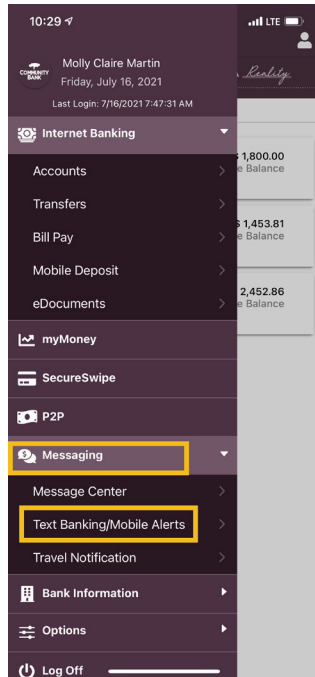 10:29
LTE
COMMUNITY
BANK
Molly Claire Martin
Friday, July 16, 2021
Last Login: 7/16/2021 7:47:31 AM
Reality
Internet Banking
Accounts
1,800.00
e Balance
Transfers
$ 1,453.81
e Balance
Bill Pay
Mobile Deposit
2,452.86
e Balance
eDocuments
myMoney
SecureSwipe
P2P
Messaging
Message Center
Text Banking/Mobile Alerts
Travel Notification
Bank Information
Options
Log Off